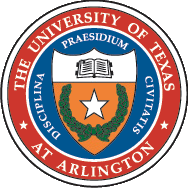 THE UNIVERSITY OF TEXAS
AT ARLINGTON
DISCIPLINA
PRAESIDIUM
CIVITATIS